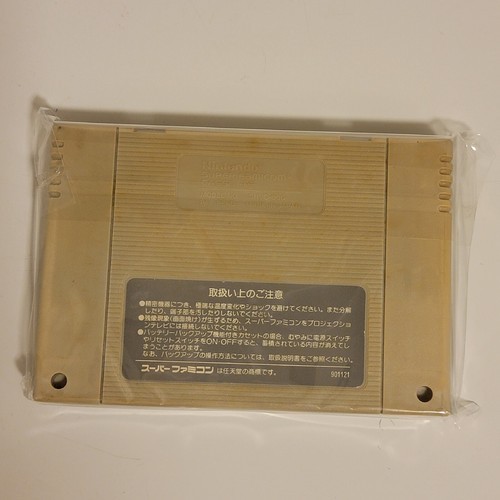 Nintendo
取扱い上のご注意
●精密機器につき、極端な温度変化やショックを避けてください。また分解
したり、端子部を汚したりしないでください。
●残像現象(画面焼け)が生ずるため、スーパーファミコンをプロジェクショ
ンテレビには接続しないでください。
●バッテリーバックアップ機能付きカセットの場合、むやみに電源スイッチ
やリセットスイッチをON・OFFすると、蓄積されている内容が消えてし
まうことがあります。
なお、バックアップの操作方法については、取扱説明書をご参照ください。
スーパーファミコン は任天堂の商標です。
901121